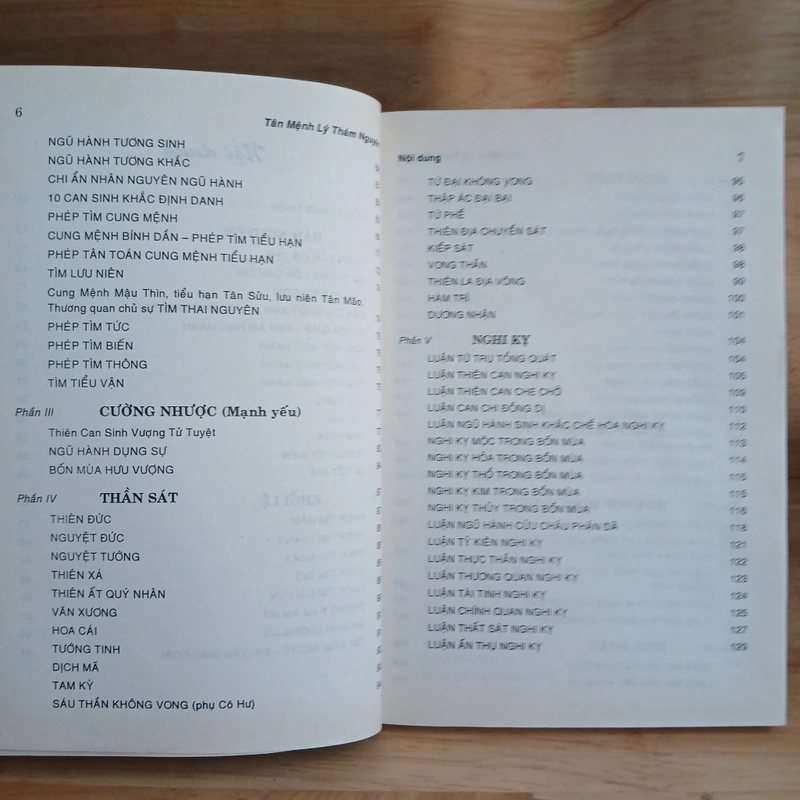 6
Tân Mệnh Lý Thám Nguyên
NGŨ HÀNH TƯƠNG SINH
NGŨ HÀNH TƯƠNG KHẮC
CHI ẨN NHÂN NGUYÊN NGŨ HÀNH
10 CAN SINH KHẮC ĐỊNH DANH
PHÉP TÌM CUNG MỆNH
CUNG MỆNH BÍNH DẦN – PHÉP TÌM TIỂU HẠN
PHÉP TÂN TOÁN CUNG MỆNH TIỂU HẠN
TÌM LƯU NIÊN
Cung Mệnh Mậu Thìn, tiểu hạn Tân Sửu, lưu niên Tân Mão,
Thương quan chủ sự TÌM THAI NGUYÊN
PHÉP TÌM TỨC
PHÉP TÌM BIẾN
PHÉP TÌM THÔNG
TÌM TIỂU VẬN
Phần III CƯỜNG NHƯỢC (Mạnh yếu)
Thiên Can Sinh Vượng Tử Tuyệt
NGŨ HÀNH DỤNG SỰ
BỐN MÙA HƯU VƯỢNG
Phần IV THẦN SÁT
THIÊN ĐỨC
NGUYỆT ĐỨC
NGUYỆT TƯỚNG
THIÊN XÁ
THIÊN ẤT QUÝ NHÂN
VĂN XƯƠNG
HOA CÁI
TƯỚNG TINH
DỊCH MÃ
TAM KỲ
SÁU THẦN KHÔNG VONG (phụ Cô Hư)
Nội dung 7
TỨ ĐẠI KHÔNG VONG 96
THẬP ÁC ĐẠI BẠI 96
TỨ PHẾ 97
THIÊN ĐỊA CHUYỂN SÁT 97
KIẾP SÁT 98
VONG THẦN 98
THIÊN LA ĐỊA VÕNG 99
HÀM TRÌ 100
DƯƠNG NHẬN 101
Phần V NGHI KỴ 104
LUẬN TỨ TRỤ TỔNG QUÁT 104
LUẬN THIÊN CAN NGHI KỴ 105
LUẬN THIÊN CAN CHE CHỞ 109
LUẬN CAN CHI ĐỒNG DỊ 110
LUẬN NGŨ HÀNH SINH KHẮC CHẾ HÓA NGHI KỴ 112
NGHI KỴ MỘC TRONG BỐN MÙA 113
NGHI KỴ HỎA TRONG BỐN MÙA 114
NGHI KỴ THỔ TRONG BỐN MÙA 115
NGHI KỴ KIM TRONG BỐN MÙA 115
NGHI KỴ THỦY TRONG BỐN MÙA 116
LUẬN NGŨ HÀNH CỬU CHÂU PHÂN DÃ 118
LUẬN TỶ KIÊN NGHI KỴ 121
LUẬN THỰC THẦN NGHI KỴ 122
LUẬN THƯƠNG QUAN NGHI KỴ 123
LUẬN TÀI TINH NGHI KỴ 124
LUẬN CHÍNH QUAN NGHI KỴ 125
LUẬN THẤT SÁT NGHI KỴ 127
LUẬN ẤN THỤ NGHI KỴ 129